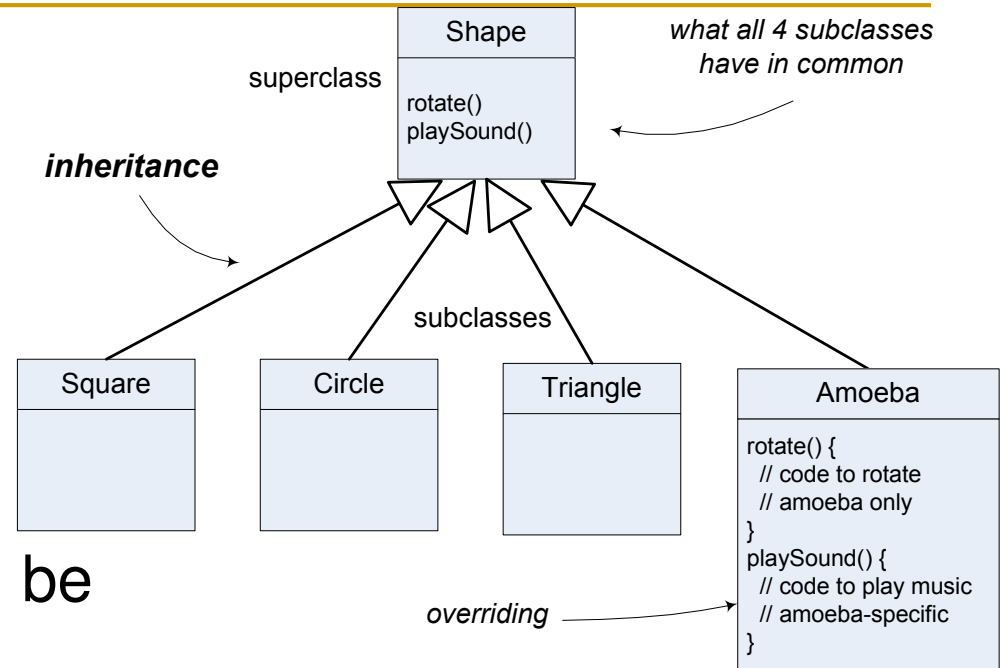 Shape
what all 4 subclasses
have in common
superclass
rotate()
playSound()
inheritance
subclasses
Square
Circle
Triangle
Amoeba
rotate() {
// code to rotate
// amoeba only
}
playSound() {
// code to play music
// amoeba-specific
}
be
overriding